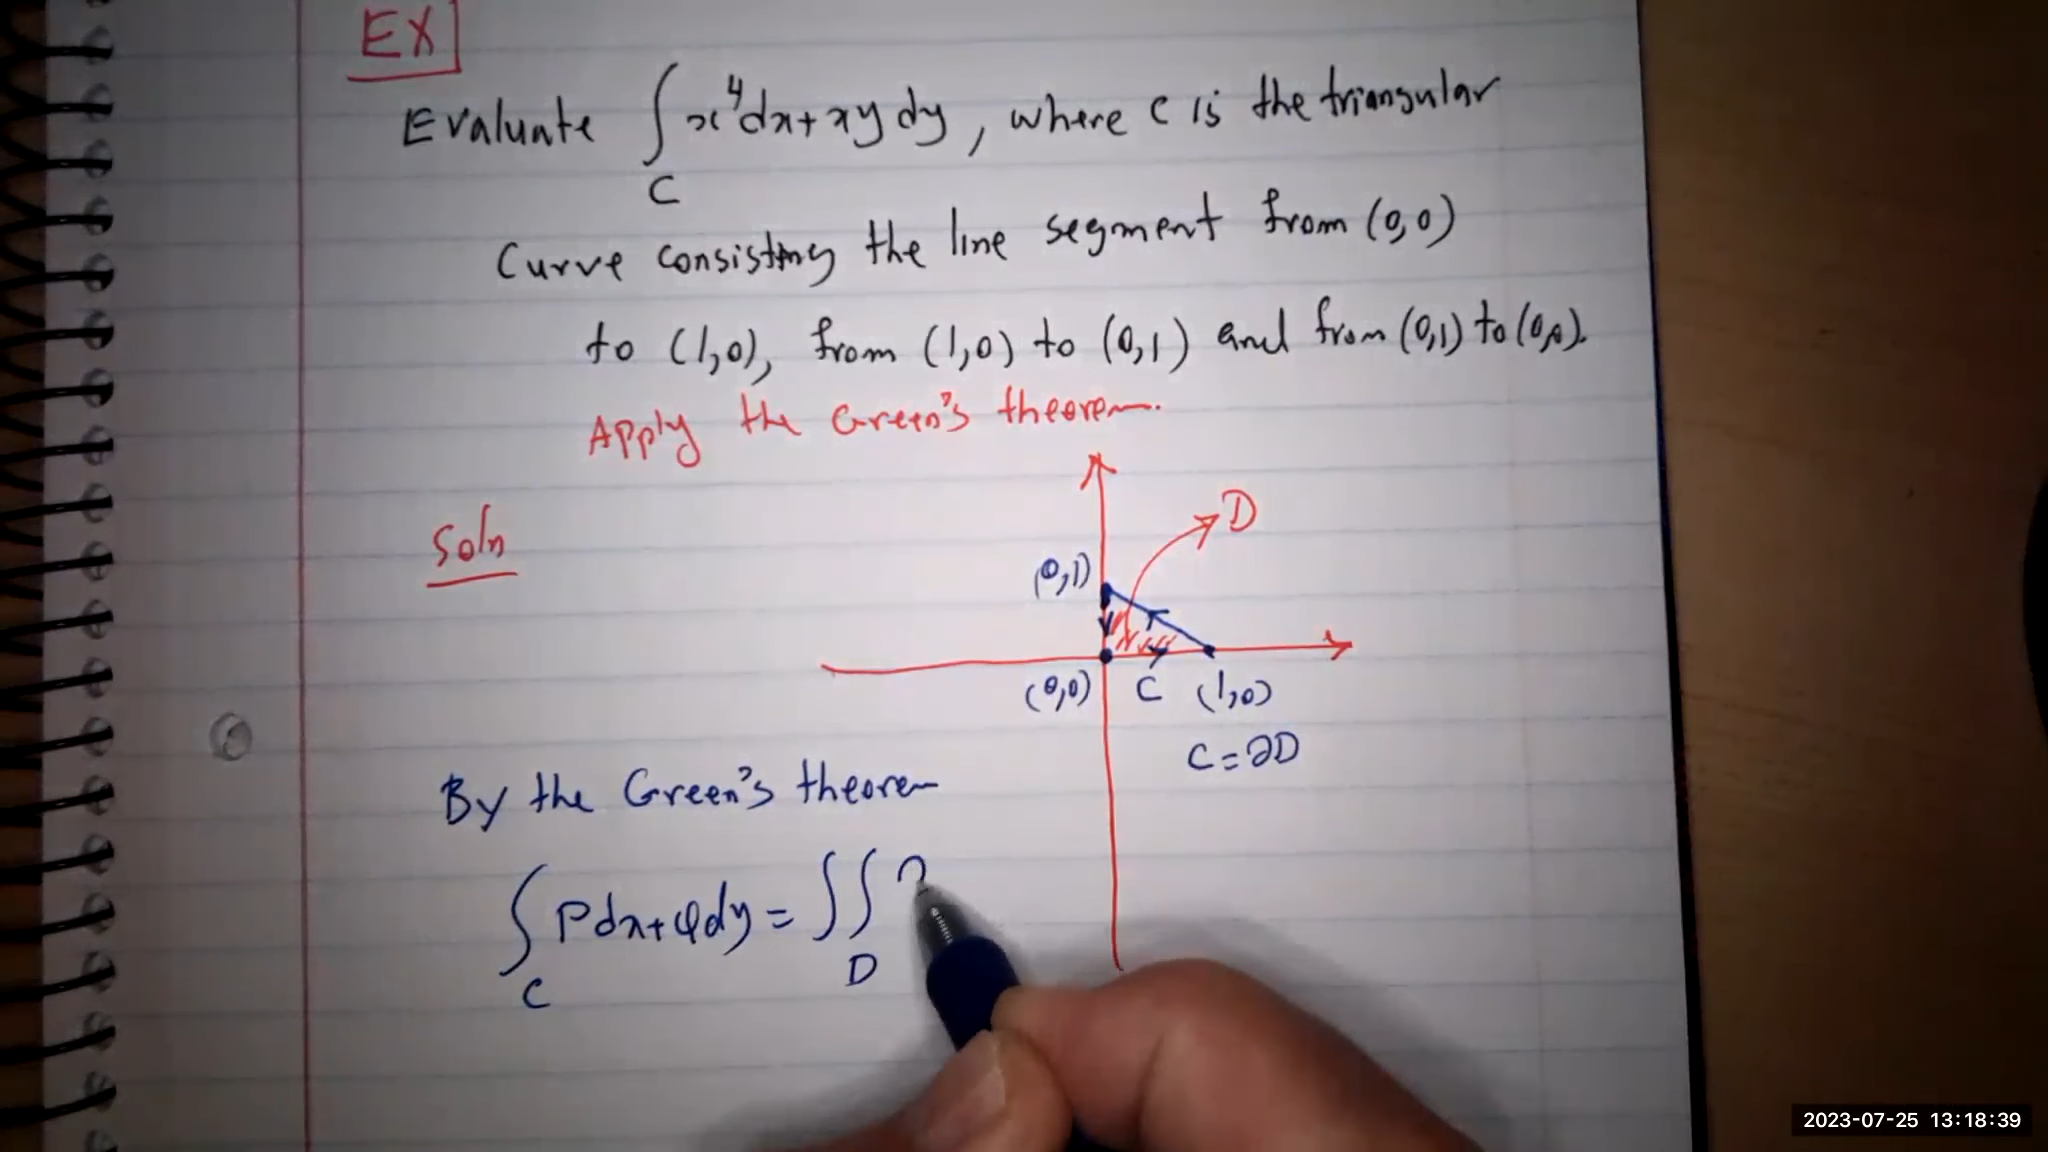 EX
Evaluate ∫_C x⁴dx + xy dy, where C is the triangular
Curve consisting the line segment from (0,0)
to (1,0), from (1,0) to (0,1) and from (0,1) to (0,0).
Apply the Green's theorem.
Soln
D
(0,1)
(0,0) C (1,0)
C = ∂D
By the Green's theorem
∫_C Pdx + Qdy = ∫∫_D
2023-07-25 13:18:39